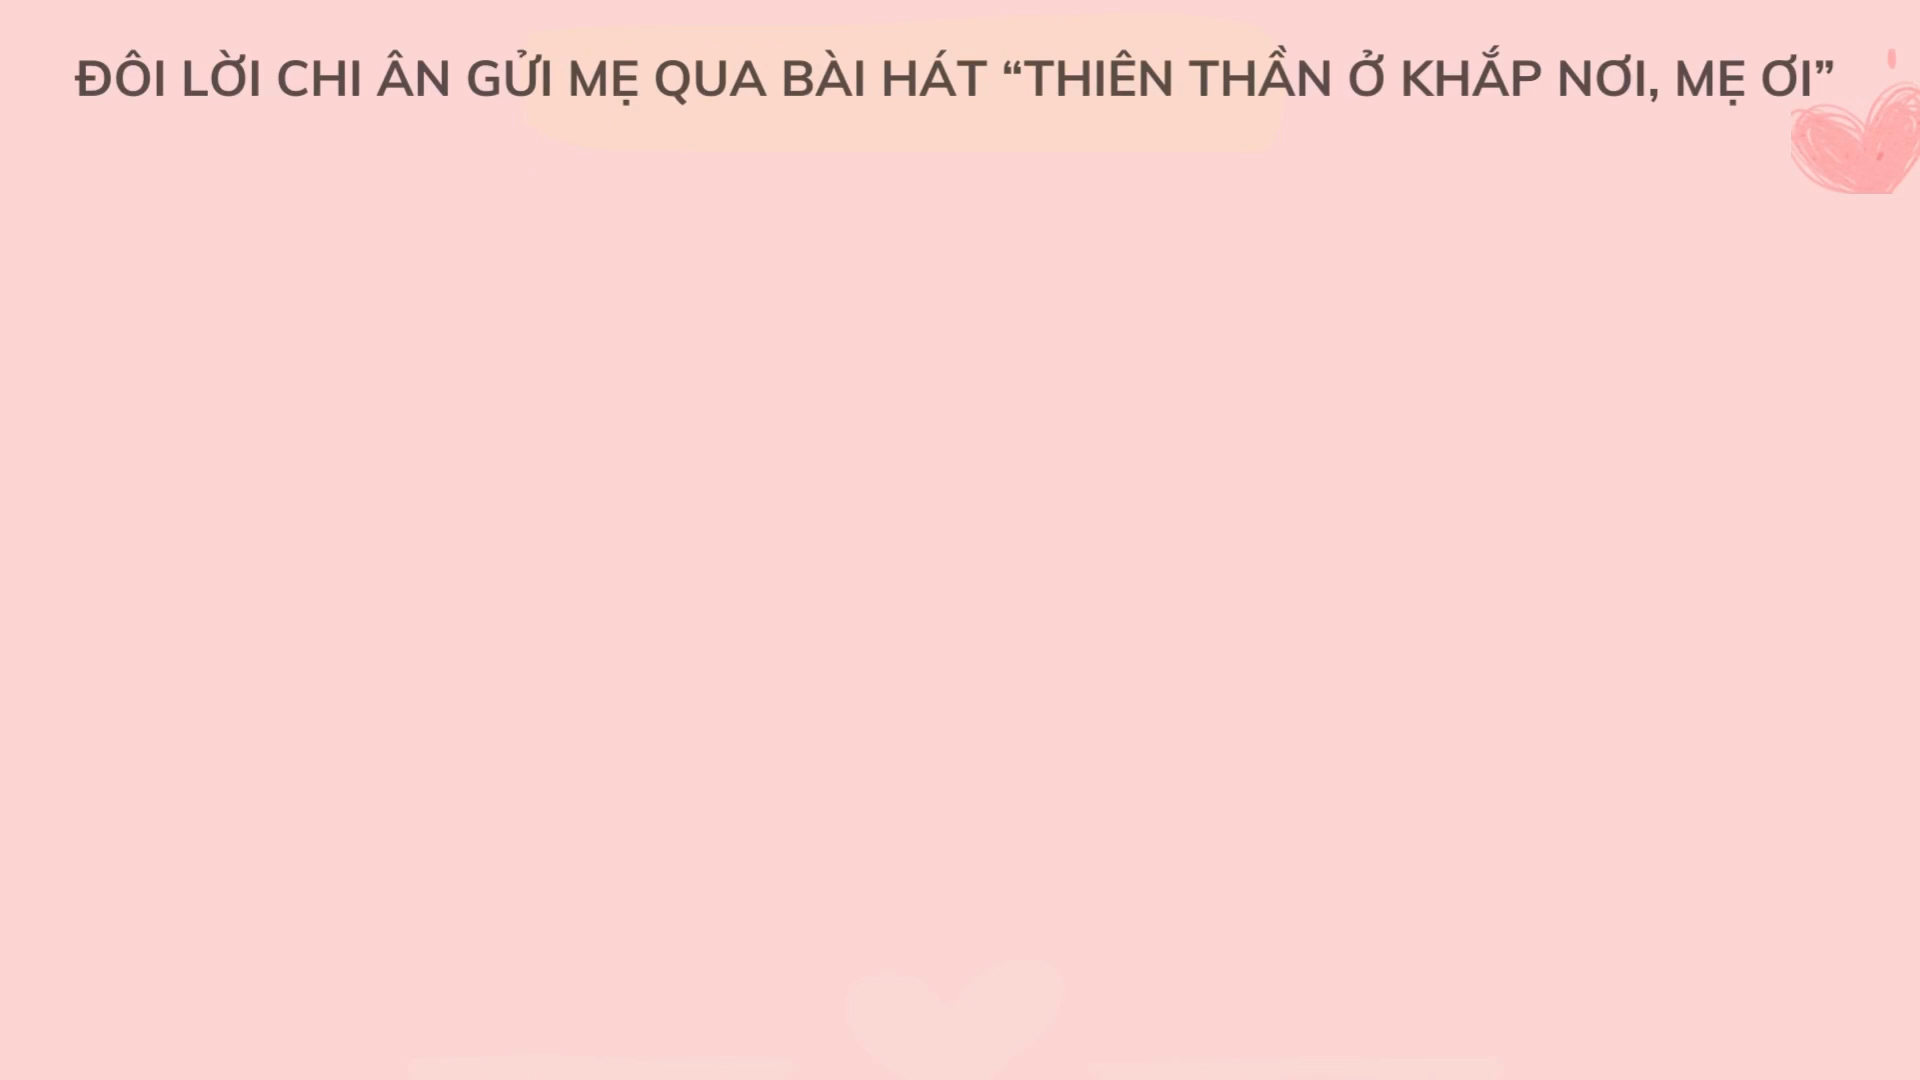 ĐÔI LỜI CHI ÂN GỬI MẸ QUA BÀI HÁT “THIÊN THẦN Ở KHẮP NƠI, MẸ ƠI”